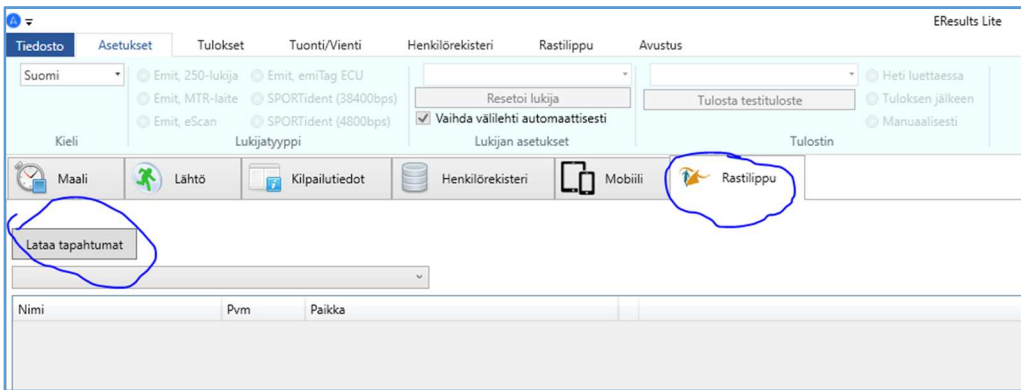 EResults Lite
Tiedosto Asetukset Tulokset Tuonti/Vienti Henkilörekisteri Rastilippu Avustus
Suomi Emit, 250-lukija Emit, emiTag ECU Heti luettaessa
Emit, MTR-laite SPORTident (38400bps) Resetoi lukija Tulosta testituloste Tuloksen jälkeen
Emit, eScan SPORTident (4800bps) Vaihda välilehti automaattisesti Manuaalisesti
Kieli Lukijatyyppi Lukijan asetukset Tulostin
Maali Lähtö Kilpailutiedot Henkilörekisteri Mobiili Rastilippu
Lataa tapahtumat
Nimi Pvm Paikka